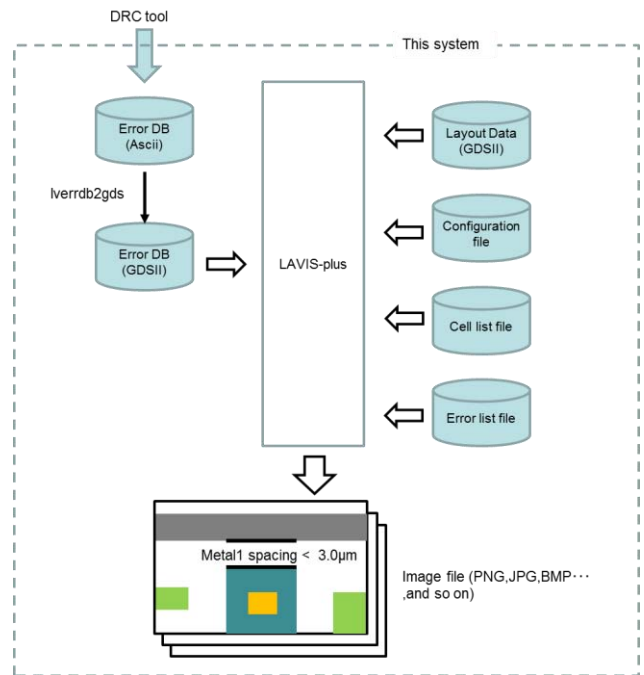 DRC tool
This system
Error DB
(Ascii)
lverrdb2gds
Error DB
(GDSII)
LAVIS-plus
Layout Data
(GDSII)
Configuration
file
Cell list file
Error list file
Metal1 spacing < 3.0μm
Image file (PNG,JPG,BMP⋯
,and so on)